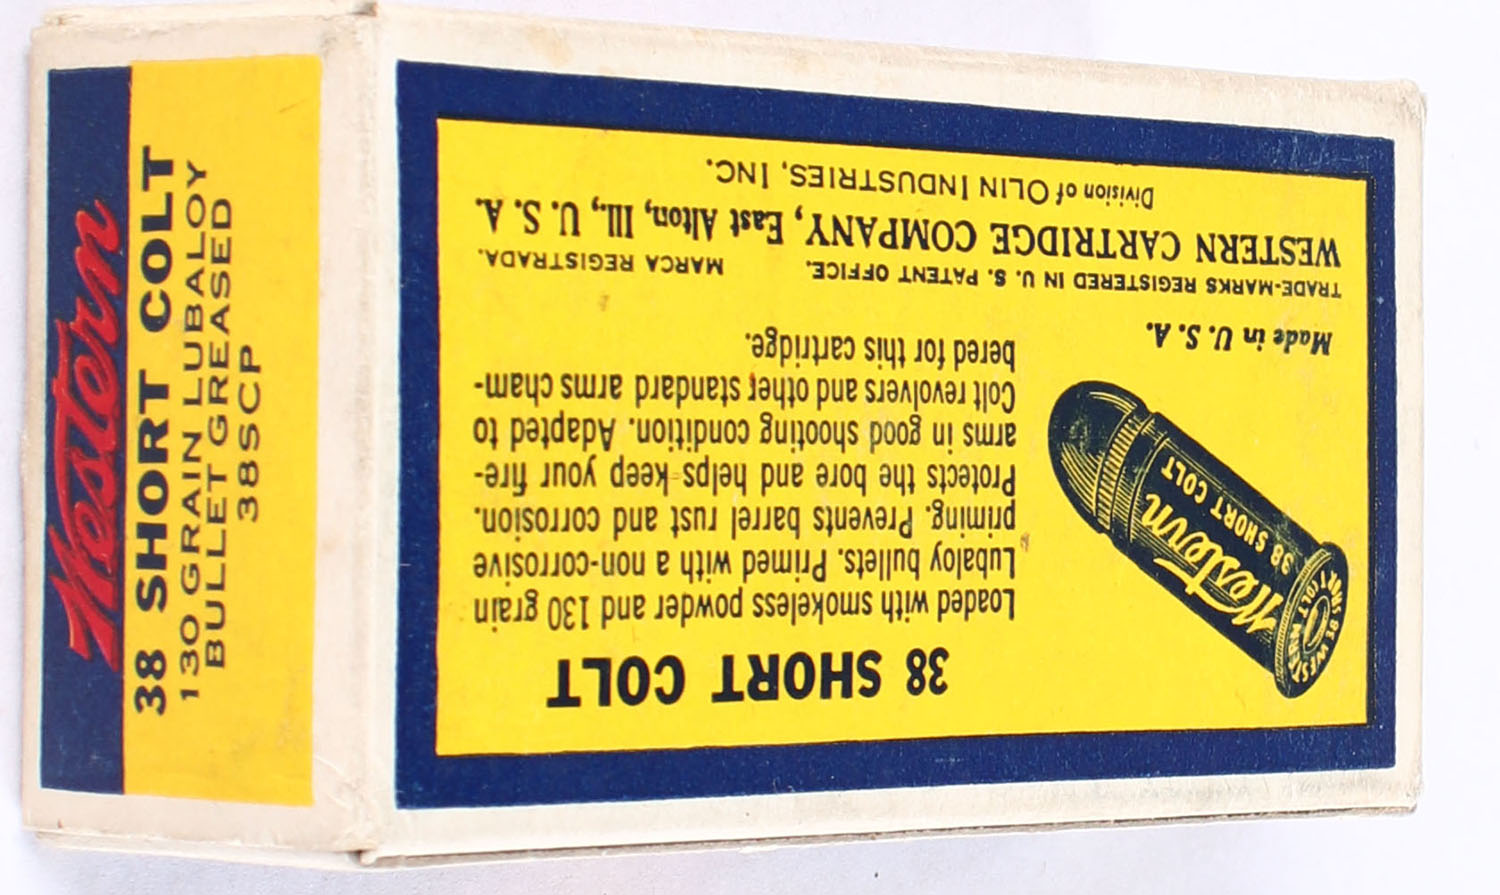 Western
38 SHORT COLT
130 GRAIN LUBALOY
BULLET GREASED
38SCP
38 SHORT COLT
Loaded with smokeless powder and 130 grain
Lubaloy bullets. Primed with a non-corrosive
priming. Prevents barrel rust and corrosion.
Protects the bore and helps keep your fire-
arms in good shooting condition. Adapted to
Colt revolvers and other standard arms cham-
bered for this cartridge.
Western
38 SHORT COLT
WESTERN
Made in U. S. A.
TRADE-MARKS REGISTERED IN U. S. PATENT OFFICE. MARCA REGISTRADA.
WESTERN CARTRIDGE COMPANY, East Alton, Ill., U. S. A.
Division of OLIN INDUSTRIES, INC.